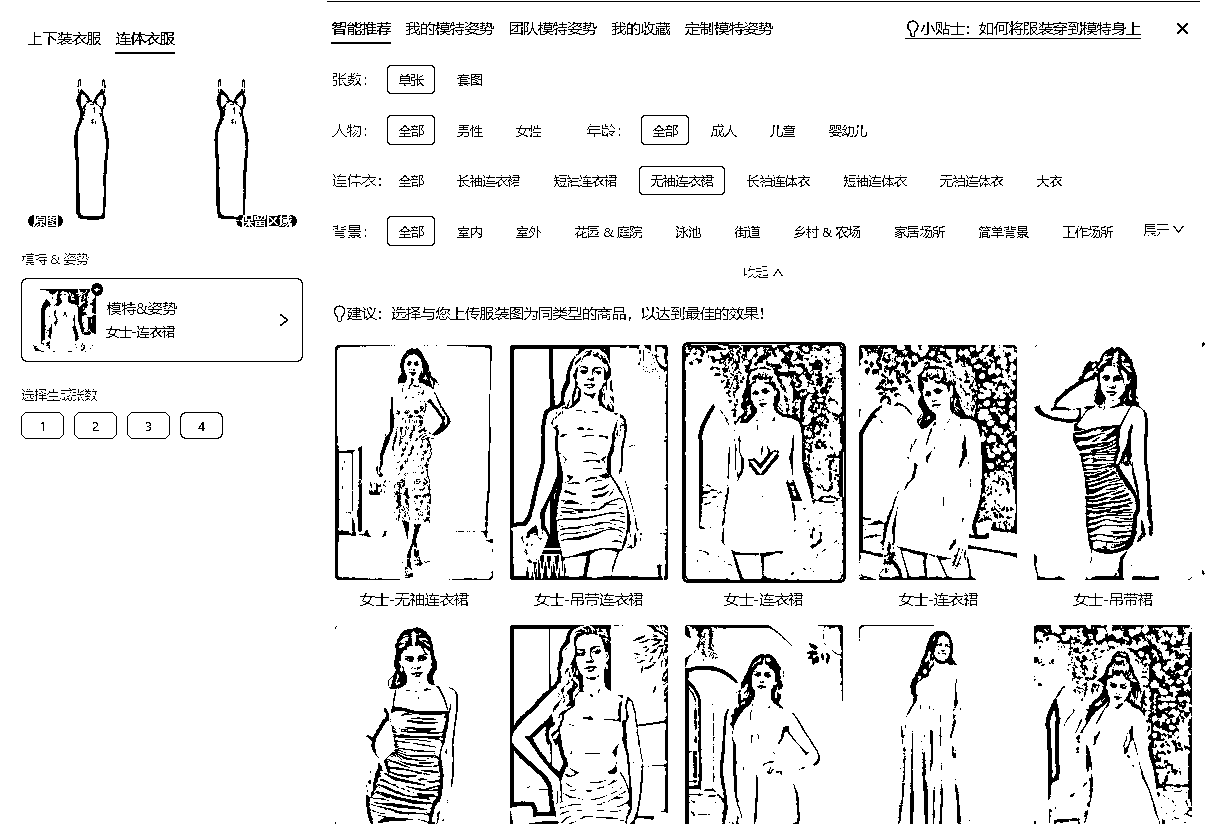 上下装衣服 连体衣服
原图 保留区域
模特 & 姿势
模特&姿势
女士-连衣裙
选择生成张数
1 2 3 4
智能推荐 我的模特姿势 团队模特姿势 我的收藏 定制模特姿势 小贴士：如何将服装穿到模特身上
张数： 单张 套图
人物： 全部 男性 女性 年龄： 全部 成人 儿童 婴幼儿
连体衣： 全部 长袖连衣裙 短袖连衣裙 无袖连衣裙 长袖连体衣 短袖连体衣 无袖连体衣 大衣
背景： 全部 室内 室外 花园 & 庭院 泳池 街道 乡村 & 农场 家居场所 简单背景 工作场所 展示
收起
建议：选择与您上传服装图为同类型的商品，以达到最佳的效果！
女士-无袖连衣裙 女士-吊带连衣裙 女士-连衣裙 女士-连衣裙 女士-吊带裙